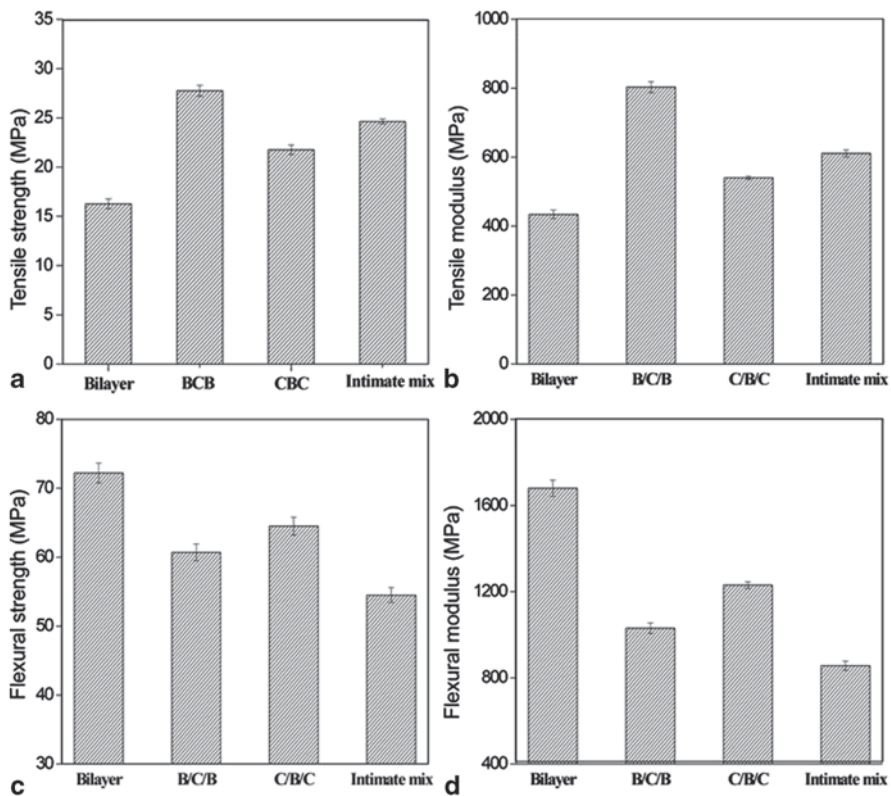 35
30
25
20
15
10
5
0
Tensile strength (MPa)
Bilayer BCB CBC Intimate mix
a
1000
800
600
400
200
0
Tensile modulus (MPa)
Bilayer B/C/B C/B/C Intimate mix
b
80
70
60
50
40
30
Flexural strength (MPa)
Bilayer B/C/B C/B/C Intimate mix
c
2000
1600
1200
800
400
Flexural modulus (MPa)
Bilayer B/C/B C/B/C Intimate mix
d